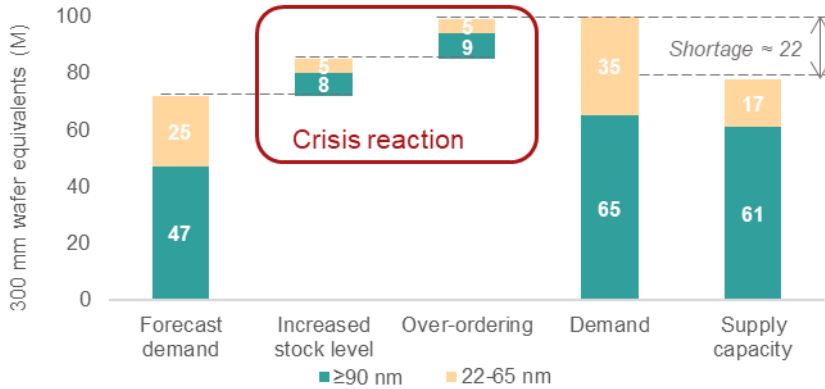 300 mm wafer equivalents (M)
100
80
60
40
20
0
25
47
5
8
5
9
Crisis reaction
35
65
Shortage ≈ 22
17
61
Forecast
demand
Increased
stock level
Over-ordering
Demand
Supply
capacity
≥90 nm
22-65 nm